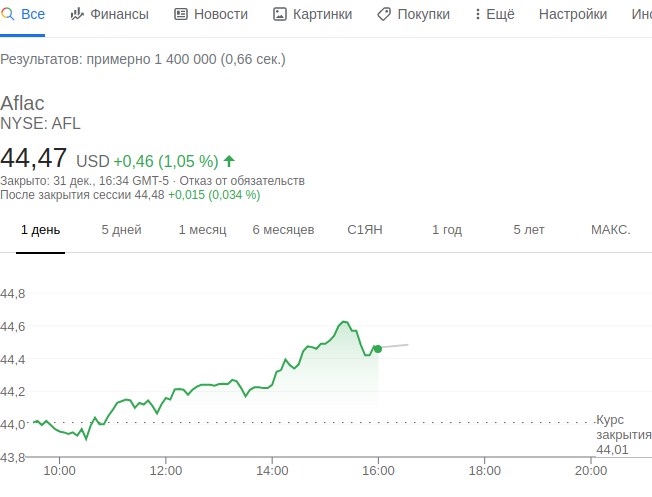 Все Финансы Новости Картинки Покупки Ещё Настройки Инс
Результатов: примерно 1 400 000 (0,66 сек.)
Aflac
NYSE: AFL
44,47 USD +0,46 (1,05 %)
Закрыто: 31 дек., 16:34 GMT-5 · Отказ от обязательств
После закрытия сессии 44,48 +0,015 (0,034 %)
1 день 5 дней 1 месяц 6 месяцев С1ЯН 1 год 5 лет МАКС.
44,8
44,6
44,4
44,2
44,0
Курс
закрытия
44,01
43,8
10:00 12:00 14:00 16:00 18:00 20:00